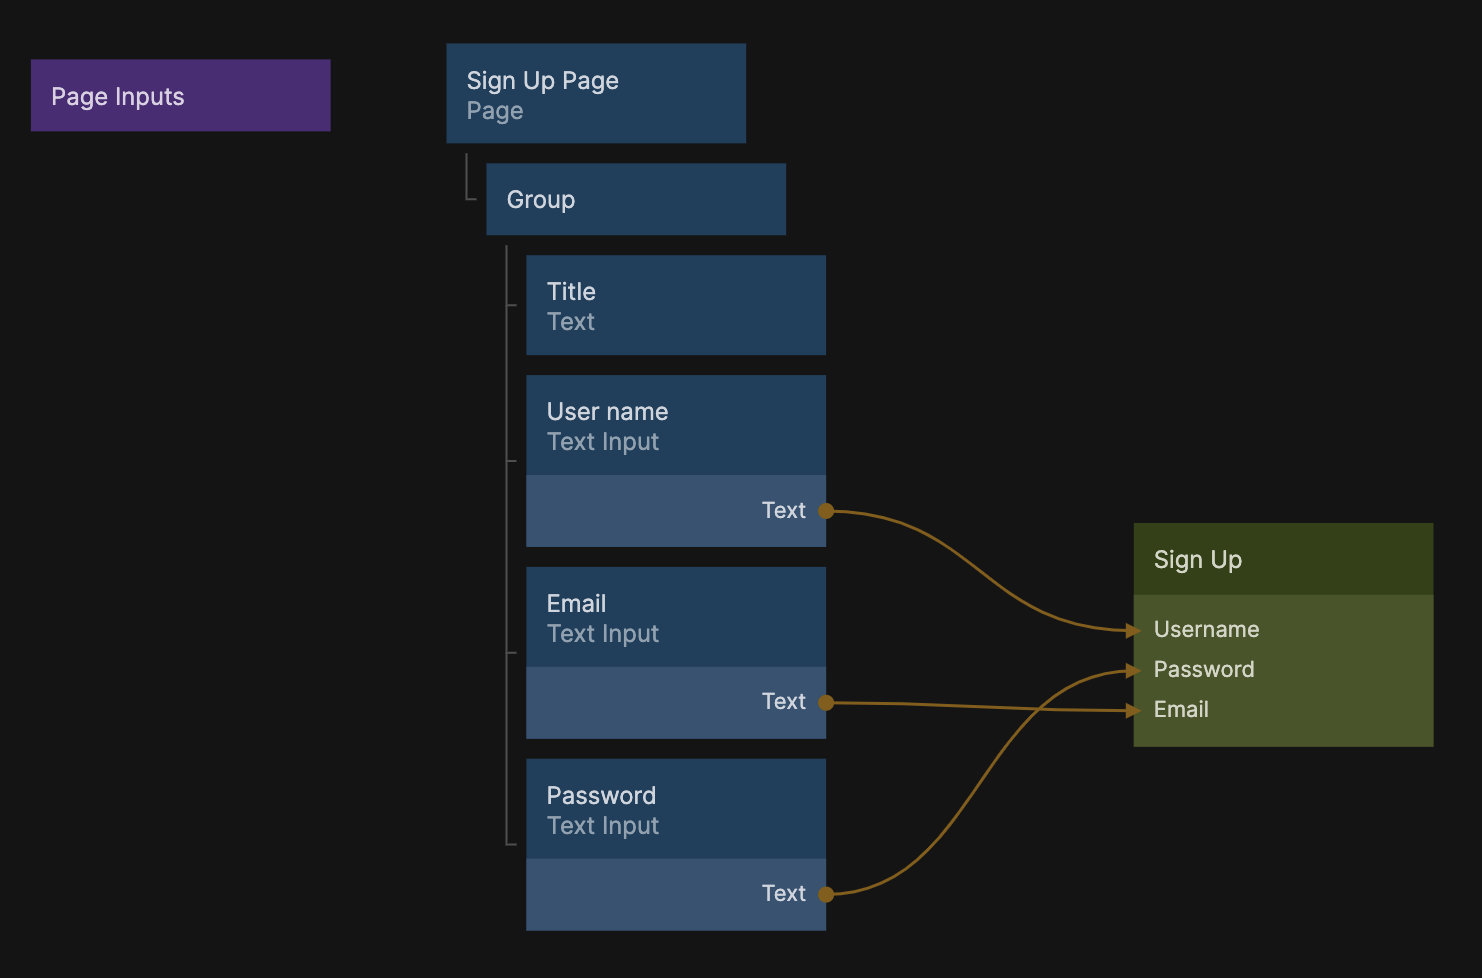 Page Inputs
Sign Up Page
Page
Group
Title
Text
User name
Text Input
Text
Email
Text Input
Text
Password
Text Input
Text
Sign Up
Username
Password
Email